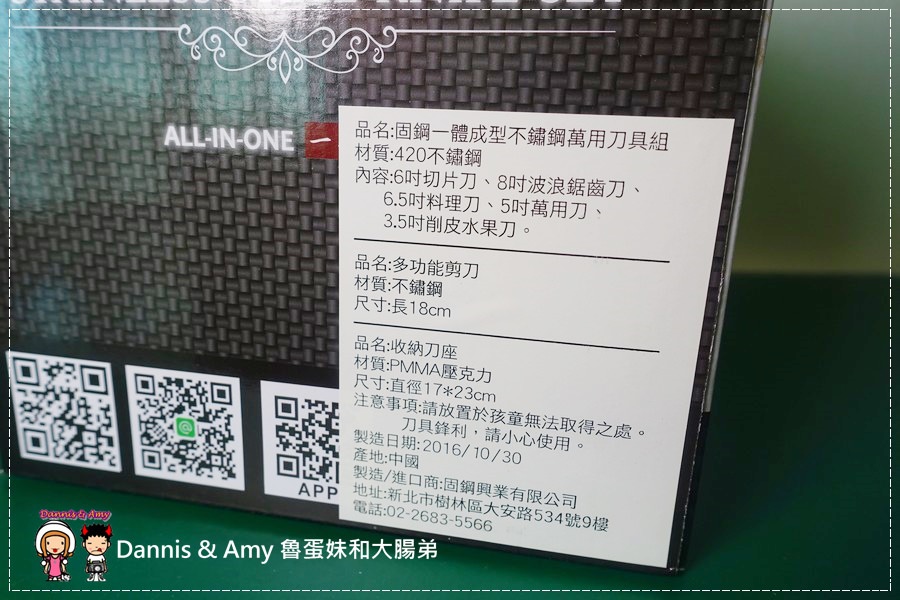 STAINLESS KNIFE SET
ALL-IN-ONE 一
品名:固鋼一體成型不鏽鋼萬用刀具組
材質:420不鏽鋼
內容:6吋切片刀、8吋波浪鋸齒刀、
6.5吋料理刀、5吋萬用刀、
3.5吋削皮水果刀。
品名:多功能剪刀
材質:不鏽鋼
尺寸:長18cm
品名:收納刀座
材質:PMMA壓克力
尺寸:直徑17*23cm
注意事項:請放置於孩童無法取得之處。
刀具鋒利，請小心使用。
製造日期:2016/10/30
產地:中國
製造/進口商:固鋼興業有限公司
地址:新北市樹林區大安路534號9樓
電話:02-2683-5566
APP
Dannis & Amy
Dannis & Amy 魯蛋妹和大腸弟